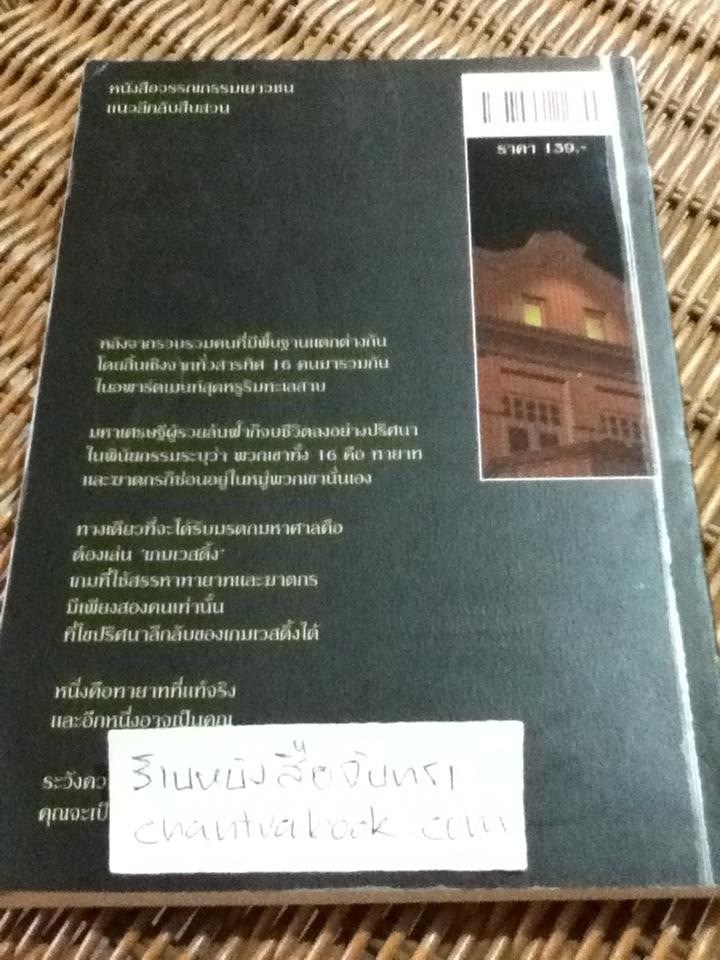 หนังสือวรรณกรรมเยาวชน
แนวลึกลับสืบสวน
ราคา 139.-
หลังจากรวบรวมคนที่มีพื้นฐานแตกต่างกัน
โดยสิ้นเชิงจากทั่วสารทิศ 16 คนมารวมกัน
ในอพาร์ตเมนท์สุดหรูริมทะเลสาบ
มหาเศรษฐีผู้รวยล้นฟ้าก็จบชีวิตลงอย่างปริศนา
ในพินัยกรรมระบุว่า พวกเขาทั้ง 16 คือ ทายาท
และฆาตกรก็ซ่อนอยู่ในหมู่พวกเขานั่นเอง
ทางเดียวที่จะได้รับมรดกมหาศาลคือ
ต้องเล่น "เกมเวสติ้ง"
เกมที่ใช้สรรหาทายาทและฆาตกร
มีเพียงสองคนเท่านั้น
ที่ไขปริศนาลึกลับของเกมเวสติ้งได้
หนึ่งคือทายาทที่แท้จริง
และอีกหนึ่งอาจเป็นคุณ
ระวัง
คุณจะเป็
ร้านหนังสือจันทรา
chantrabook.com